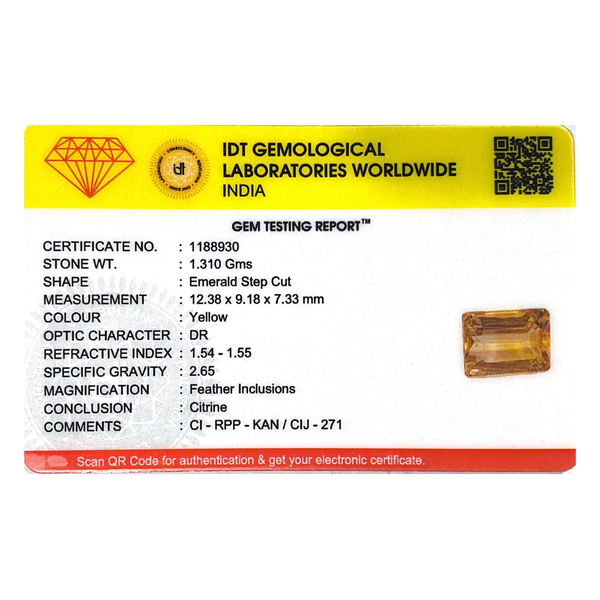 IDT GEMOLOGICAL
LABORATORIES WORLDWIDE
INDIA
GEM TESTING REPORT™
CERTIFICATE NO. : 1188930
STONE WT. : 1.310 Gms
SHAPE : Emerald Step Cut
MEASUREMENT : 12.38 x 9.18 x 7.33 mm
COLOUR : Yellow
OPTIC CHARACTER : DR
REFRACTIVE INDEX : 1.54 - 1.55
SPECIFIC GRAVITY : 2.65
MAGNIFICATION : Feather Inclusions
CONCLUSION : Citrine
COMMENTS : CI - RPP - KAN / CIJ - 271
Scan QR Code for authentication & get your electronic certificate.